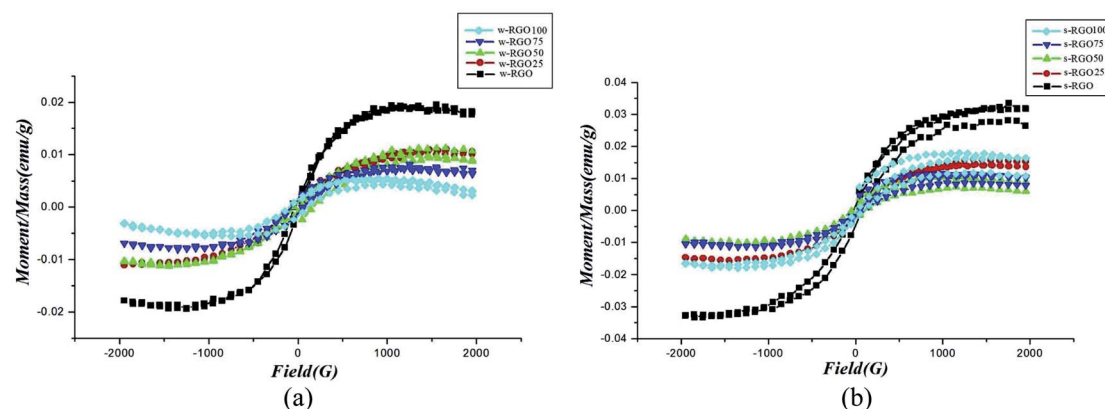 w-RGO100
w-RGO75
w-RGO50
w-RGO25
w-RGO
0.02
0.01
0.00
-0.01
-0.02
Moment/Mass(emu/g)
-2000 -1000 0 1000 2000
Field(G)
(a)
s-RGO100
s-RGO75
s-RGO50
s-RGO25
s-RGO
0.04
0.03
0.02
0.01
0.00
-0.01
-0.02
-0.03
-0.04
Moment/Mass(emu/g)
-2000 -1000 0 1000 2000
Field(G)
(b)